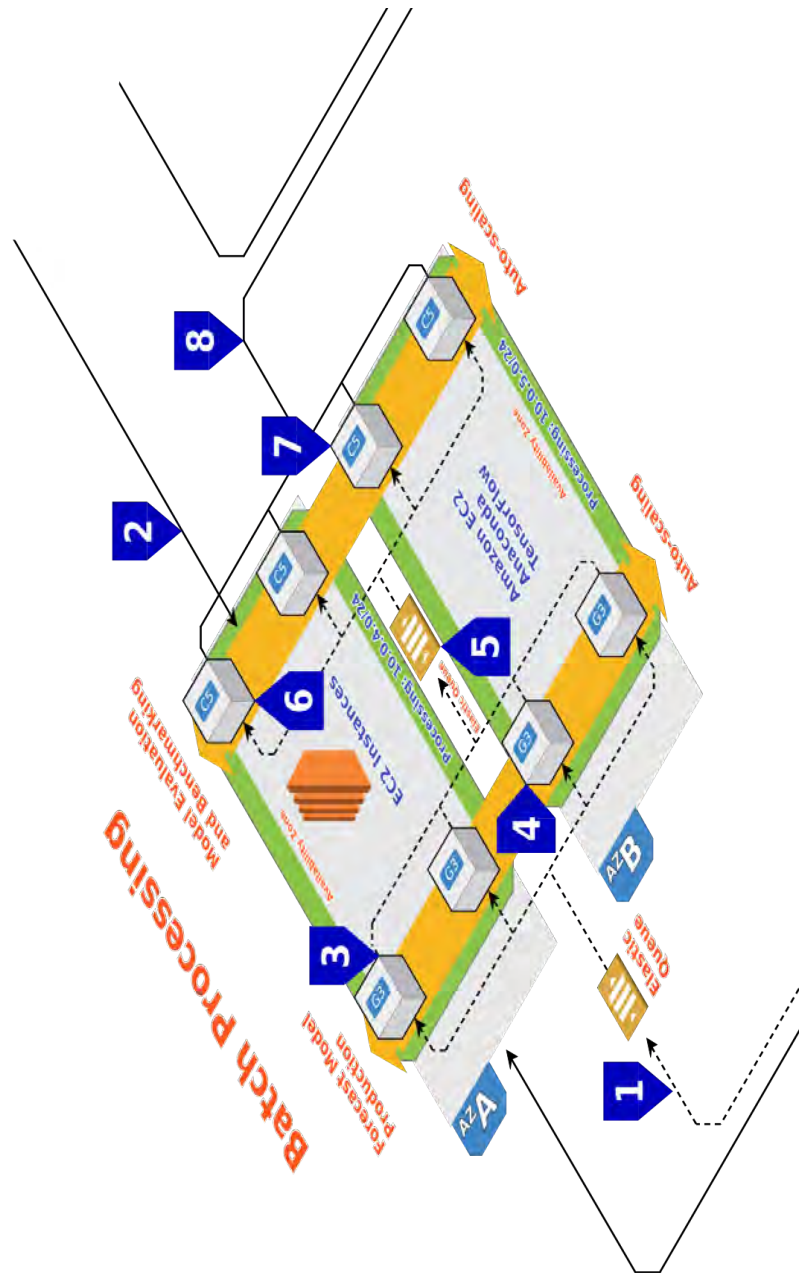 Batch Processing
Model Evaluation
and Benchmarking
Forecast Model
Production
Availability Zone
EC2 Instances
Processing: 10.0.4.0/24
Elastic Queue
Amazon EC2
Anaconda
TensorFlow
Availability Zone
Processing: 10.0.5.0/24
Auto-scaling
Auto-scaling
Elastic
Queue
AZ A
AZ B
C5
C5
C5
C5
G3
G3
G3
G3
1
2
3
4
5
6
7
8